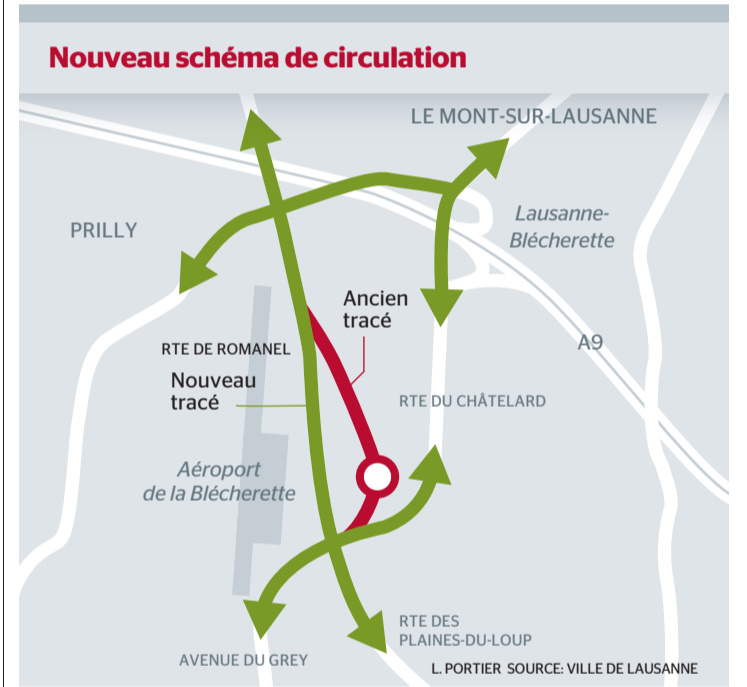 Nouveau schéma de circulation
LE MONT-SUR-LAUSANNE
PRILLY
Lausanne-
Blécherette
Ancien
tracé
A9
RTE DE ROMANEL
Nouveau
tracé
RTE DU CHÂTELARD
Aéroport
de la Blécherette
RTE DES
PLAINES-DU-LOUP
AVENUE DU GREY
L. PORTIER SOURCE: VILLE DE LAUSANNE